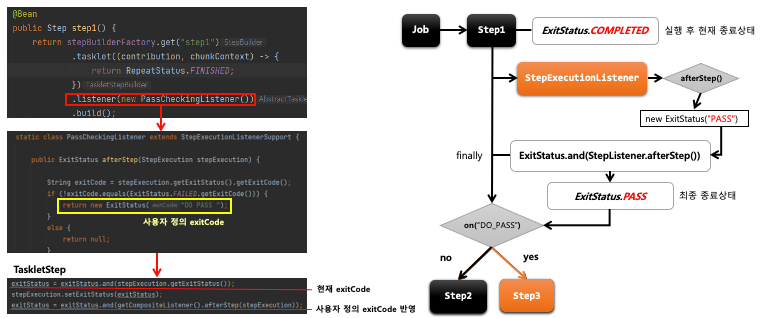 @Bean
public Step step1() {
return stepBuilderFactory.get("step1") StepBuilder
.tasklet((contribution, chunkContext) -> {
return RepeatStatus.FINISHED;
}) TaskletStepBuilder
.listener(new PassCheckingListener()) AbstractTasklet
.build();
static class PassCheckingListener extends StepExecutionListenerSupport {
public ExitStatus afterStep(StepExecution stepExecution) {
String exitCode = stepExecution.getExitStatus().getExitCode();
if (!exitCode.equals(ExitStatus.FAILED.getExitCode())) {
return new ExitStatus( exitCode: "DO PASS ");
}
사용자 정의 exitCode
else {
return null;
}
TaskletStep
exitStatus = exitStatus.and(stepExecution.getExitStatus());
현재 exitCode
stepExecution.setExitStatus(exitStatus);
exitStatus = exitStatus.and(getCompositeListener().afterStep(stepExecution));
사용자 정의 exitCode 반영
Job
Step1
ExitStatus.COMPLETED
실행 후 현재 종료상태
StepExecutionListener
afterStep()
new ExitStatus("PASS")
finally
ExitStatus.and(StepListener.afterStep())
ExitStatus.PASS
최종 종료상태
on("DO_PASS")
no
yes
Step2
Step3